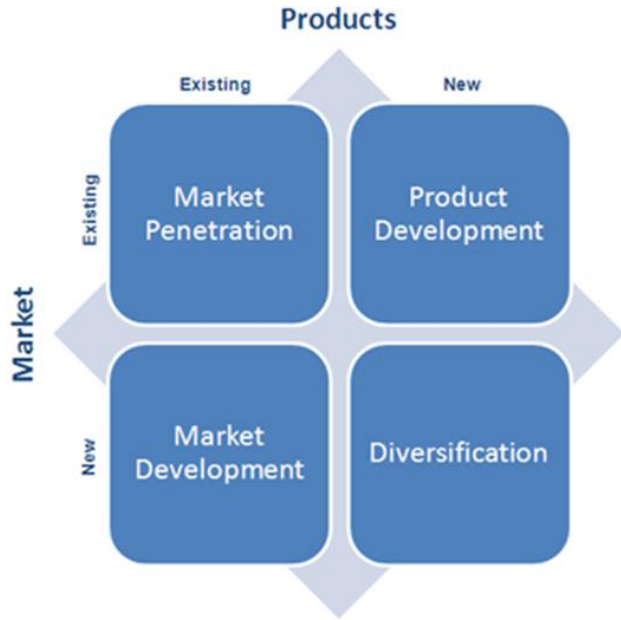 Products
Existing
New
Existing
Market
Penetration
Product
Development
Market
New
Market
Development
Diversification